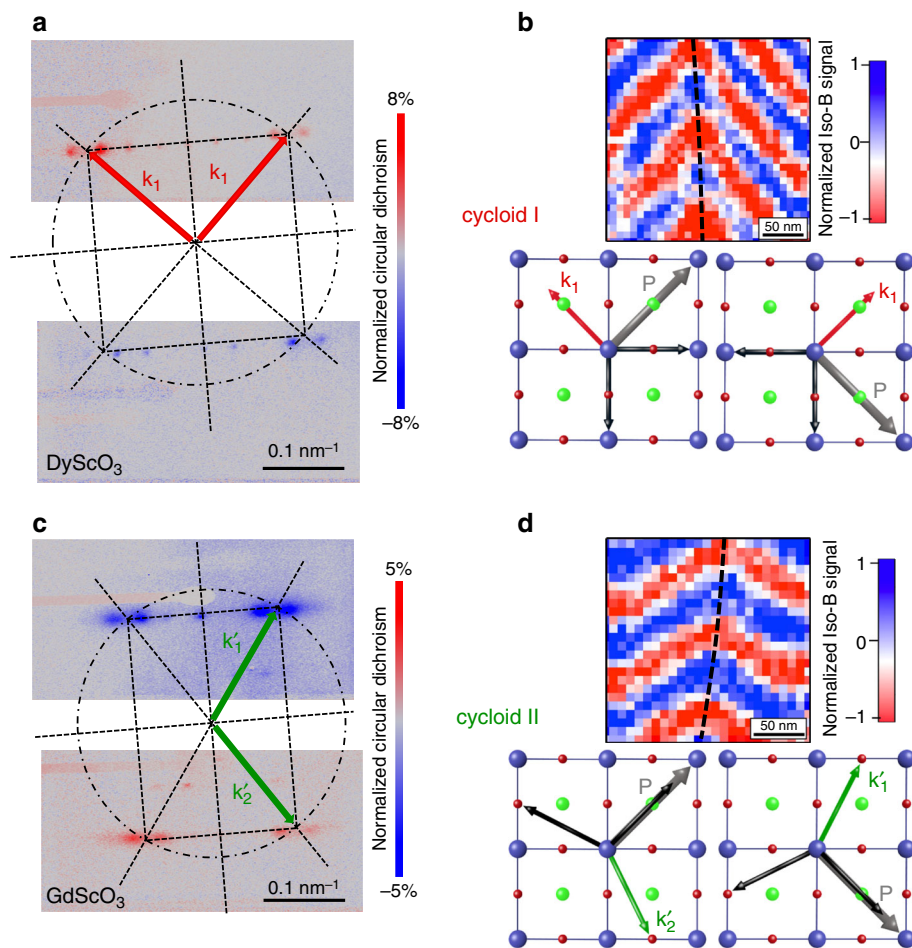 a
8%
Normalized circular dichroism
−8%
k₁
k₁
DyScO₃
0.1 nm⁻¹
b
1
0
−1
Normalized Iso-B signal
50 nm
cycloid I
k₁
P
k₁
P
c
5%
Normalized circular dichroism
−5%
k′₁
k′₂
GdScO₃
0.1 nm⁻¹
d
1
0
−1
Normalized Iso-B signal
50 nm
cycloid II
P
k′₂
k′₁
P